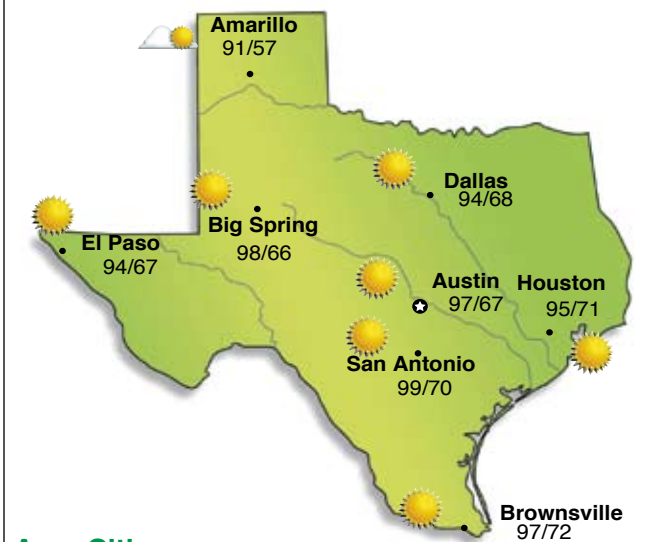 Amarillo
91/57
Dallas
94/68
Big Spring
98/66
El Paso
94/67
Austin
97/67
Houston
95/71
San Antonio
99/70
Brownsville
97/72